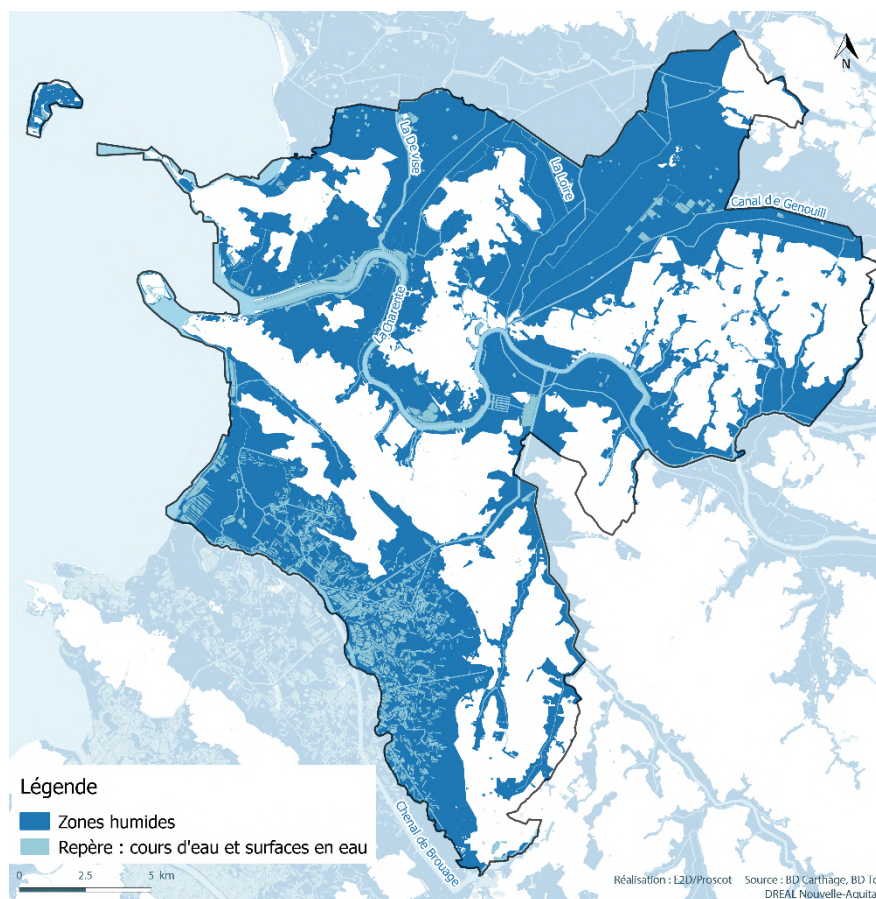 N
La Devise
La Loire
Canal de Genouill
La Charente
Chenal de Brouage
Légende
Zones humides
Repère : cours d'eau et surfaces en eau
0 2.5 5 km
Réalisation : E2D/Proscot Source : BD Carthage, BD To
DREAL Nouvelle-Aquita